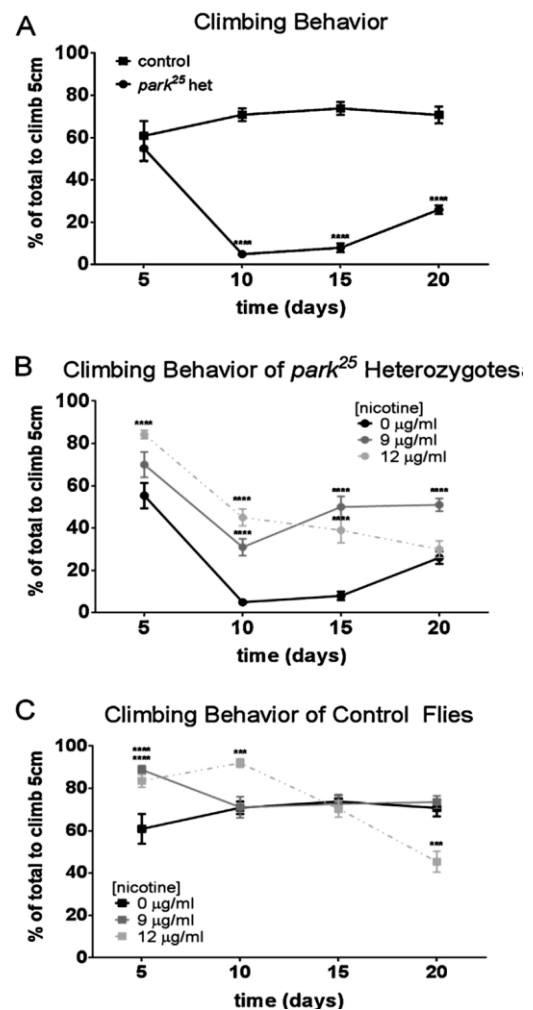 A
Climbing Behavior
% of total to climb 5cm
100
80
60
40
20
0
control
park²⁵ het
****
****
****
5 10 15 20
time (days)
B
Climbing Behavior of park²⁵ Heterozygotes
% of total to climb 5cm
100
80
60
40
20
0
[nicotine]
0 µg/ml
9 µg/ml
12 µg/ml
****
****
****
****
****
****
5 10 15 20
time (days)
C
Climbing Behavior of Control Flies
% of total to climb 5cm
100
80
60
40
20
0
****
****
***
***
[nicotine]
0 µg/ml
9 µg/ml
12 µg/ml
5 10 15 20
time (days)